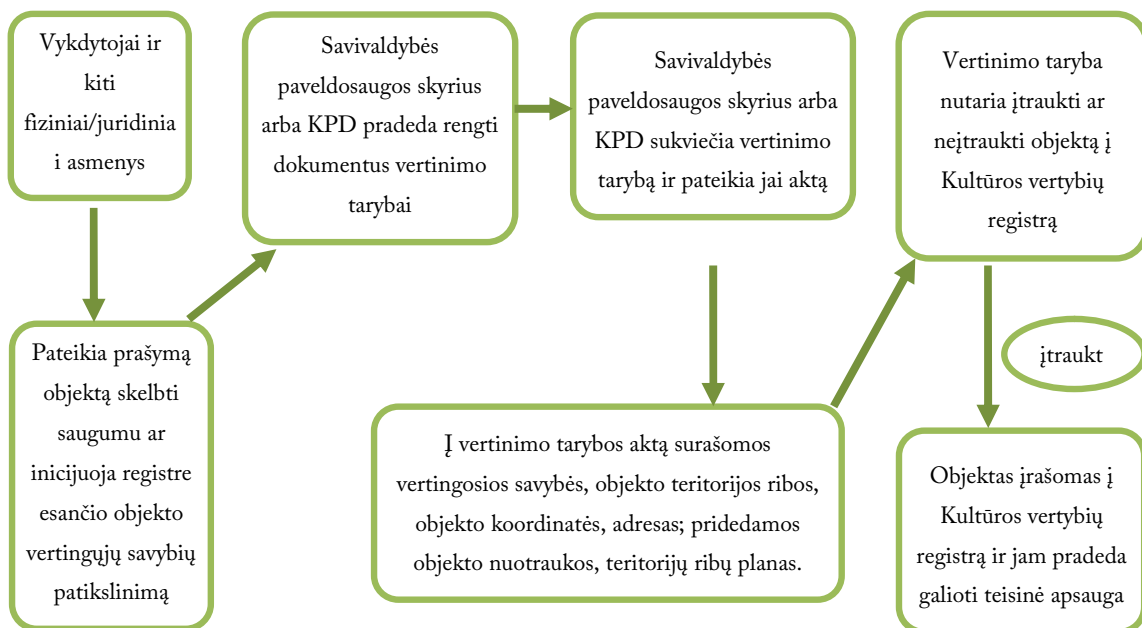 Vykdytojai ir
kiti
fiziniai/juridinia
i asmenys
Pateikia prašymą
objektą skelbti
saugumu ar
inicijuoja registre
esančio objekto
vertingųjų savybių
patikslinimą
Savivaldybės
paveldosaugos skyrius
arba KPD pradeda rengti
dokumentus vertinimo
tarybai
Savivaldybės
paveldosaugos skyrius arba
KPD sukviečia vertinimo
tarybą ir pateikia jai aktą
Į vertinimo tarybos aktą surašomos
vertingosios savybės, objekto teritorijos ribos,
objekto koordinatės, adresas; pridedamos
objekto nuotraukos, teritorijų ribų planas.
Vertinimo taryba
nutaria įtraukti ar
neįtraukti objektą į
Kultūros vertybių
registrą
įtraukt
Objektas įrašomas į
Kultūros vertybių
registrą ir jam pradeda
galioti teisinė apsauga